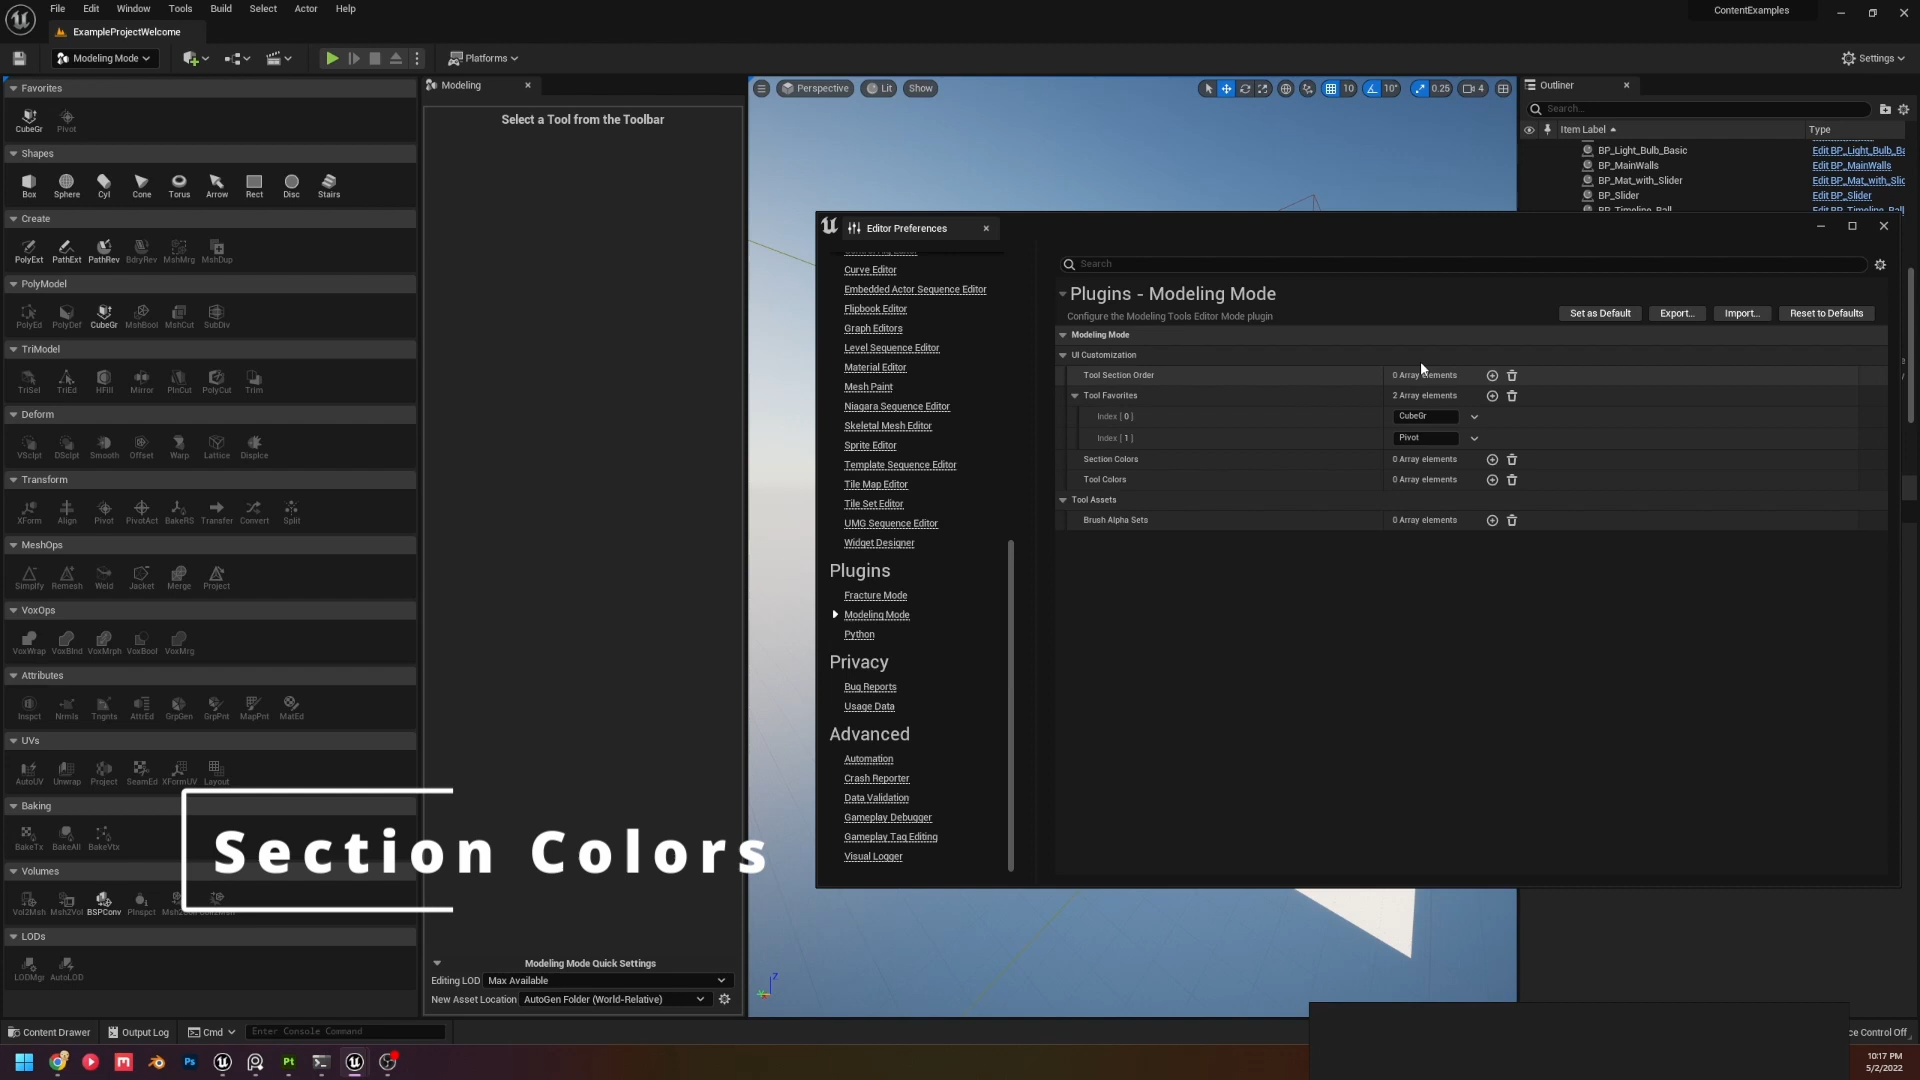 File Edit Window Tools Build Select Actor Help
ContentExamples
ExampleProjectWelcome
Modeling Mode
Platforms
Settings
Favorites
CubeGr Pivot
Shapes
Box Sphere Cyl Cone Torus Arrow Rect Disc Stairs
Create
PolyExt PathExt PathRev BdryRev MshMrg MshDup
PolyModel
PolyEd PolyDef CubeGr MshBool MshCut SubDiv
TriModel
TriSel TriEd HFill Mirror PlnCut PolyCut Trim
Deform
VSclpt DSclpt Smooth Offset Warp Lattice Displce
Transform
XForm Align Pivot PivotAct BakeRS Transfer Convert Split
MeshOps
Simplfy Remesh Weld Jacket Merge Project
VoxOps
VoxWrap VoxBlnd VoxMrph VoxBool VoxMrg
Attributes
Inspct Nrmls Tngnts AttrEd GrpGen GrpPnt MapPnt MatEd
UVs
AutoUV Unwrap Project SeamEd XFormUV Layout
Baking
BakeTx BakeAll BakeVtx
Volumes
Vol2Msh Msh2Vol BSPConv PInspct
LODs
LODMgr AutoLOD
Section Colors
Modeling
Select a Tool from the Toolbar
Modeling Mode Quick Settings
Editing LOD Max Available
New Asset Location AutoGen Folder (World-Relative)
Perspective Lit Show
10 10° 0.25 4
Outliner
Search...
Item Label Type
BP_Light_Bulb_Basic Edit BP_Light_Bulb_Ba
BP_MainWalls Edit BP_MainWalls
BP_Mat_with_Slider Edit BP_Mat_with_Slid
BP_Slider Edit BP_Slider
BP_Timeline_Ball Edit BP_Timeline_Ball
Editor Preferences
Curve Editor
Embedded Actor Sequence Editor
Flipbook Editor
Graph Editors
Level Sequence Editor
Material Editor
Mesh Paint
Niagara Sequence Editor
Skeletal Mesh Editor
Sprite Editor
Template Sequence Editor
Tile Map Editor
Tile Set Editor
UMG Sequence Editor
Widget Designer
Plugins
Fracture Mode
Modeling Mode
Python
Privacy
Bug Reports
Usage Data
Advanced
Automation
Crash Reporter
Data Validation
Gameplay Debugger
Gameplay Tag Editing
Visual Logger
Search
Plugins - Modeling Mode
Configure the Modeling Tools Editor Mode plugin
Set as Default Export... Import... Reset to Defaults
Modeling Mode
UI Customization
Tool Section Order 0 Array elements
Tool Favorites 2 Array elements
Index [ 0 ] CubeGr
Index [ 1 ] Pivot
Section Colors 0 Array elements
Tool Colors 0 Array elements
Tool Assets
Brush Alpha Sets 0 Array elements
Z
Content Drawer Output Log Cmd Enter Console Command
ce Control Off
Ps Pt
10:17 PM
5/2/2022